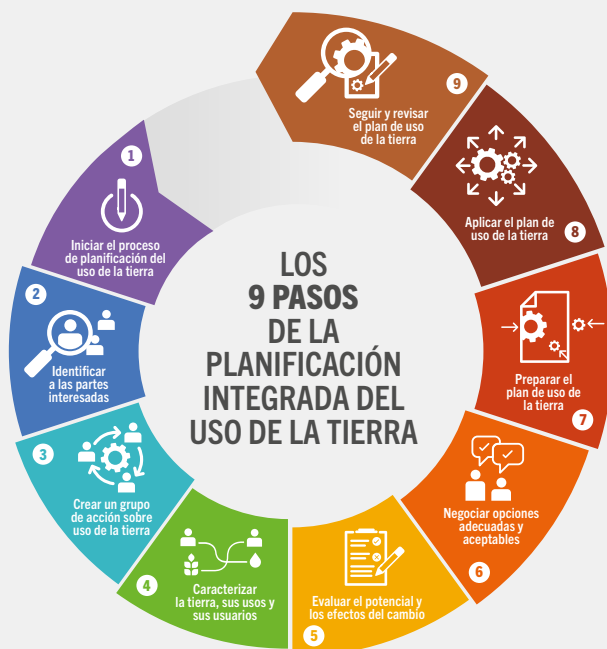 LOS
9 PASOS
DE LA
PLANIFICACIÓN
INTEGRADA DEL
USO DE LA TIERRA
1
Iniciar el proceso
de planificación del
uso de la tierra
2
Identificar
a las partes
interesadas
3
Crear un grupo
de acción sobre
uso de la tierra
4
Caracterizar
la tierra, sus usos y
sus usuarios
5
Evaluar el potencial y
los efectos del cambio
6
Negociar opciones
adecuadas y
aceptables
7
Preparar el
plan de uso de
la tierra
8
Aplicar el plan de
uso de la tierra
9
Seguir y revisar
el plan de uso
de la tierra